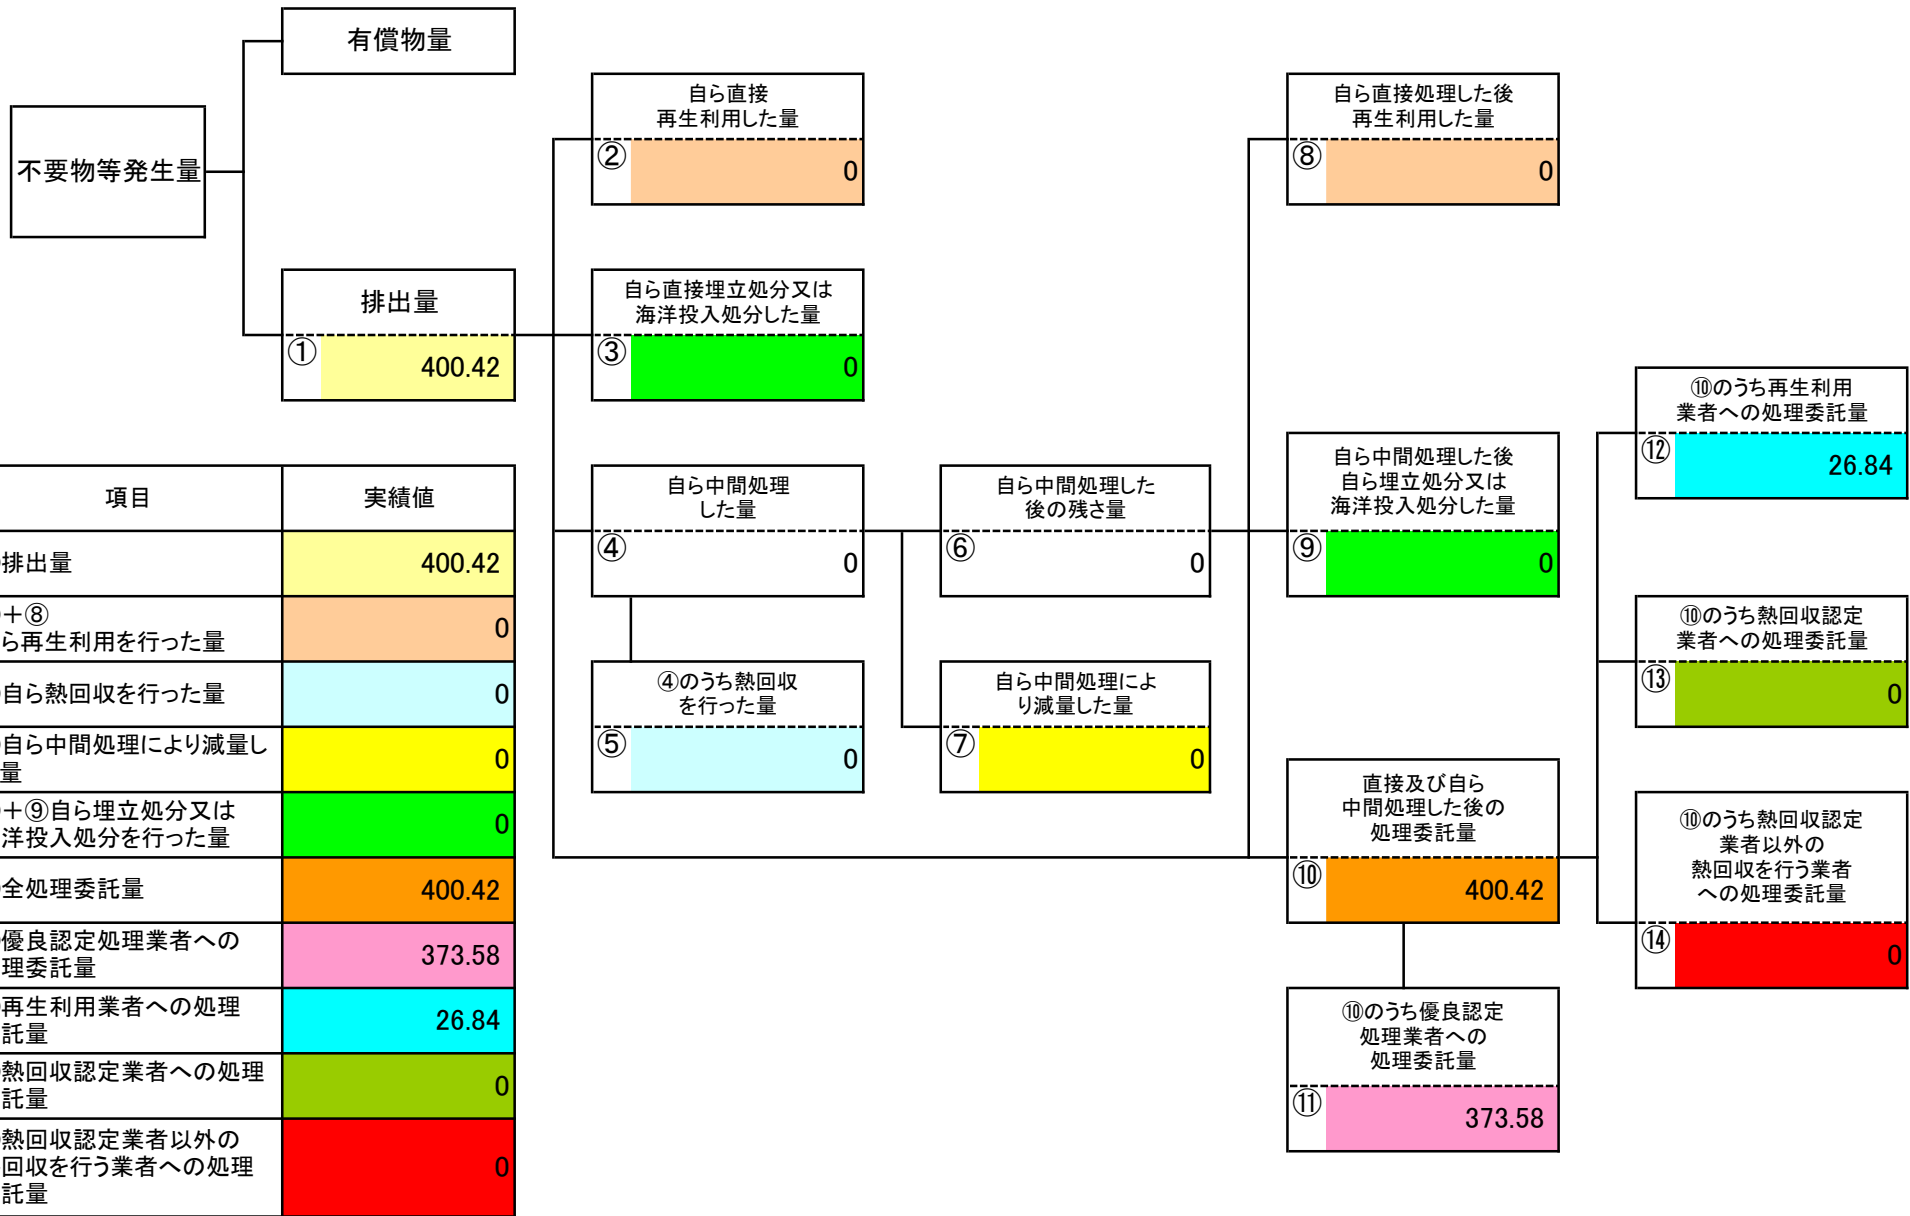 有償物量
不要物等発生量
排出量
①
400.42
自ら直接
再生利用した量
②
0
自ら直接埋立処分又は
海洋投入処分した量
③
0
自ら中間処理
した量
④
0
④のうち熱回収
を行った量
⑤
0
自ら中間処理した
後の残さ量
⑥
0
自ら中間処理によ
り減量した量
⑦
0
自ら直接処理した後
再生利用した量
⑧
0
自ら中間処理した後
自ら埋立処分又は
海洋投入処分した量
⑨
0
直接及び自ら
中間処理した後の
処理委託量
⑩
400.42
⑩のうち優良認定
処理業者への
処理委託量
⑪
373.58
⑩のうち再生利用
業者への処理委託量
⑫
26.84
⑩のうち熱回収認定
業者への処理委託量
⑬
0
⑩のうち熱回収認定
業者以外の
熱回収を行う業者
への処理委託量
⑭
0
項目 実績値
排出量 400.42
+⑧
ら再生利用を行った量 0
自ら熱回収を行った量 0
自ら中間処理により減量し
量 0
+⑨自ら埋立処分又は
洋投入処分を行った量 0
全処理委託量 400.42
優良認定処理業者への
理委託量 373.58
再生利用業者への処理
託量 26.84
熱回収認定業者への処理
託量 0
熱回収認定業者以外の
回収を行う業者への処理
託量 0